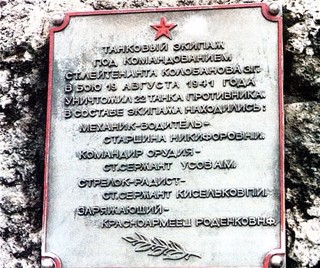 ТАНКОВЫЙ ЭКИПАЖ
ПОД КОМАНДОВАНИЕМ
СТ.ЛЕЙТЕНАНТА КОЛОБАНОВА З.Г.
В БОЮ 19 АВГУСТА 1941 ГОДА
УНИЧТОЖИЛ 22 ТАНКА ПРОТИВНИКА
В СОСТАВЕ ЭКИПАЖА НАХОДИЛИСЬ:
МЕХАНИК-ВОДИТЕЛЬ-
СТАРШИНА НИКИФОРОВ Н.И.
КОМАНДИР ОРУДИЯ-
СТ.СЕРЖАНТ УСОВ А.М.
СТРЕЛОК-РАДИСТ-
СТ.СЕРЖАНТ КИСЕЛЬКОВ П.И.
ЗАРЯЖАЮЩИЙ-
КРАСНОАРМЕЕЦ РОДЕНКОВ Н.Ф.